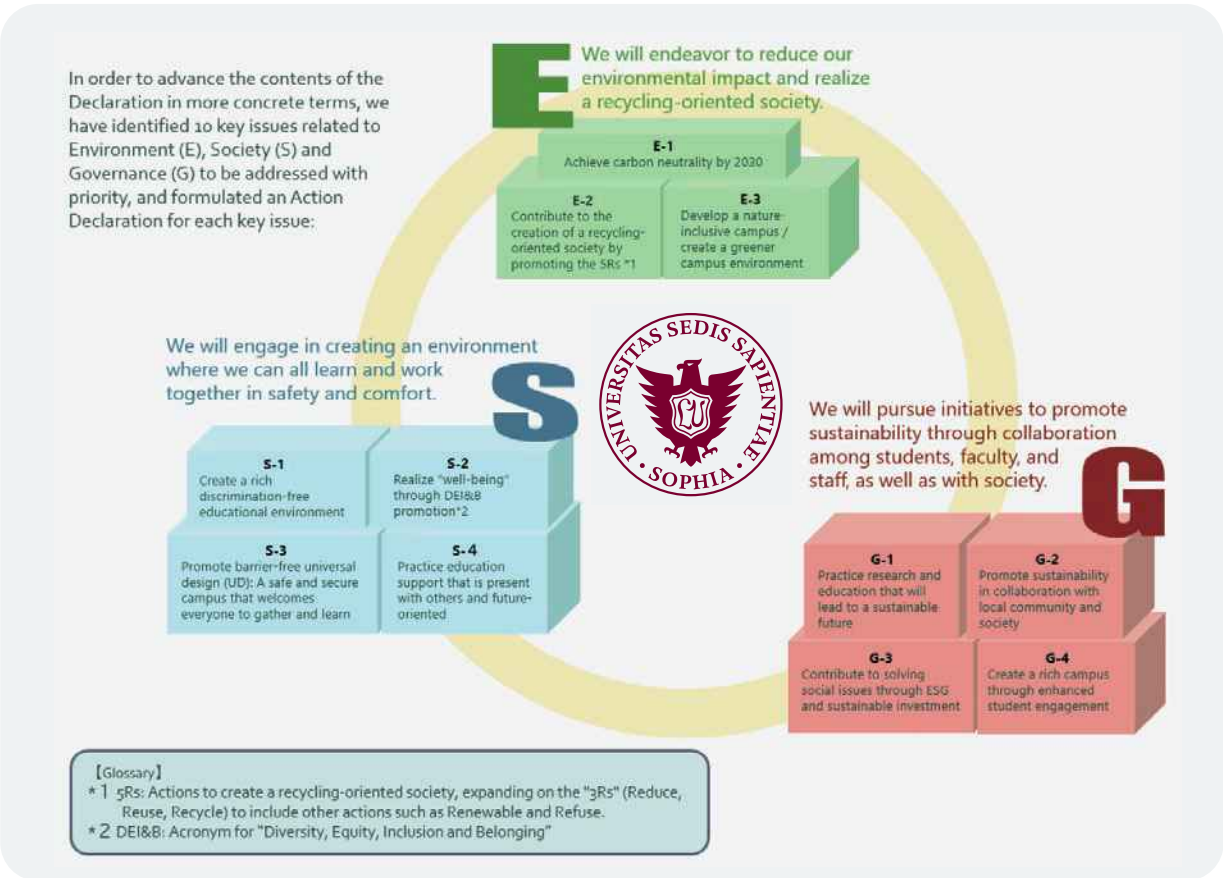 In order to advance the contents of the
Declaration in more concrete terms, we
have identified 10 key issues related to
Environment (E), Society (S) and
Governance (G) to be addressed with
priority, and formulated an Action
Declaration for each key issue:
E
We will endeavor to reduce our
environmental impact and realize
a recycling-oriented society.
E-1
Achieve carbon neutrality by 2030
E-2
Contribute to the
creation of a recycling-
oriented society by
promoting the 5Rs *1
E-3
Develop a nature-
inclusive campus /
create a greener
campus environment
We will engage in creating an environment
where we can all learn and work
together in safety and comfort.
S
S-1
Create a rich
discrimination-free
educational environment
S-2
Realize "well-being"
through DEI&B
promotion*2
S-3
Promote barrier-free universal
design (UD): A safe and secure
campus that welcomes
everyone to gather and learn
S-4
Practice education
support that is present
with others and future-
oriented
UNIVERSITAS SEDIS SAPIENTIAE
LV
• SOPHIA •
We will pursue initiatives to promote
sustainability through collaboration
among students, faculty, and
staff, as well as with society.
G
G-1
Practice research and
education that will
lead to a sustainable
future
G-2
Promote sustainability
in collaboration with
local community and
society
G-3
Contribute to solving
social issues through ESG
and sustainable investment
G-4
Create a rich campus
through enhanced
student engagement
【Glossary】
*1 5Rs: Actions to create a recycling-oriented society, expanding on the "3Rs" (Reduce,
Reuse, Recycle) to include other actions such as Renewable and Refuse.
*2 DEI&B: Acronym for "Diversity, Equity, Inclusion and Belonging"